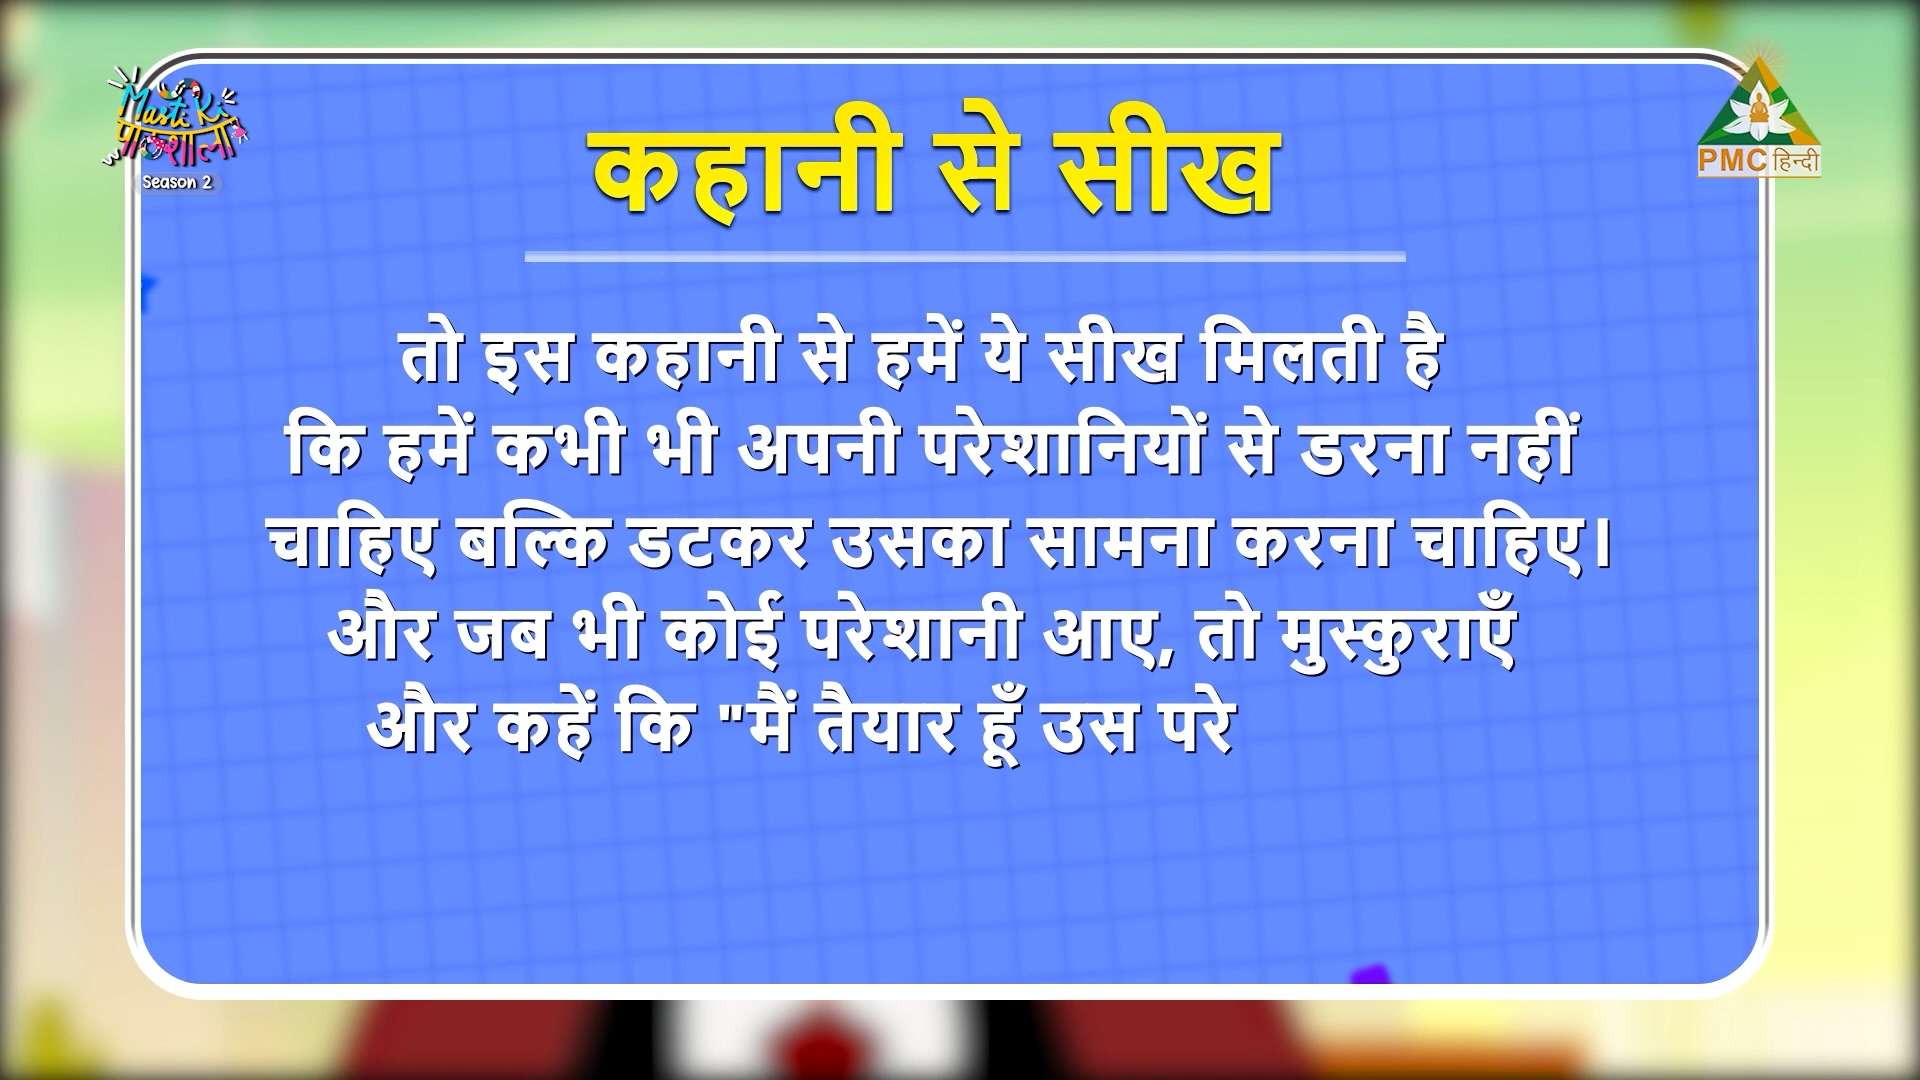 Masti Ki
पाठशाला
Season 2
PMC हिन्दी
कहानी से सीख
तो इस कहानी से हमें ये सीख मिलती है
कि हमें कभी भी अपनी परेशानियों से डरना नहीं
चाहिए बल्कि डटकर उसका सामना करना चाहिए।
और जब भी कोई परेशानी आए, तो मुस्कुराएँ
और कहें कि "मैं तैयार हूँ उस परे